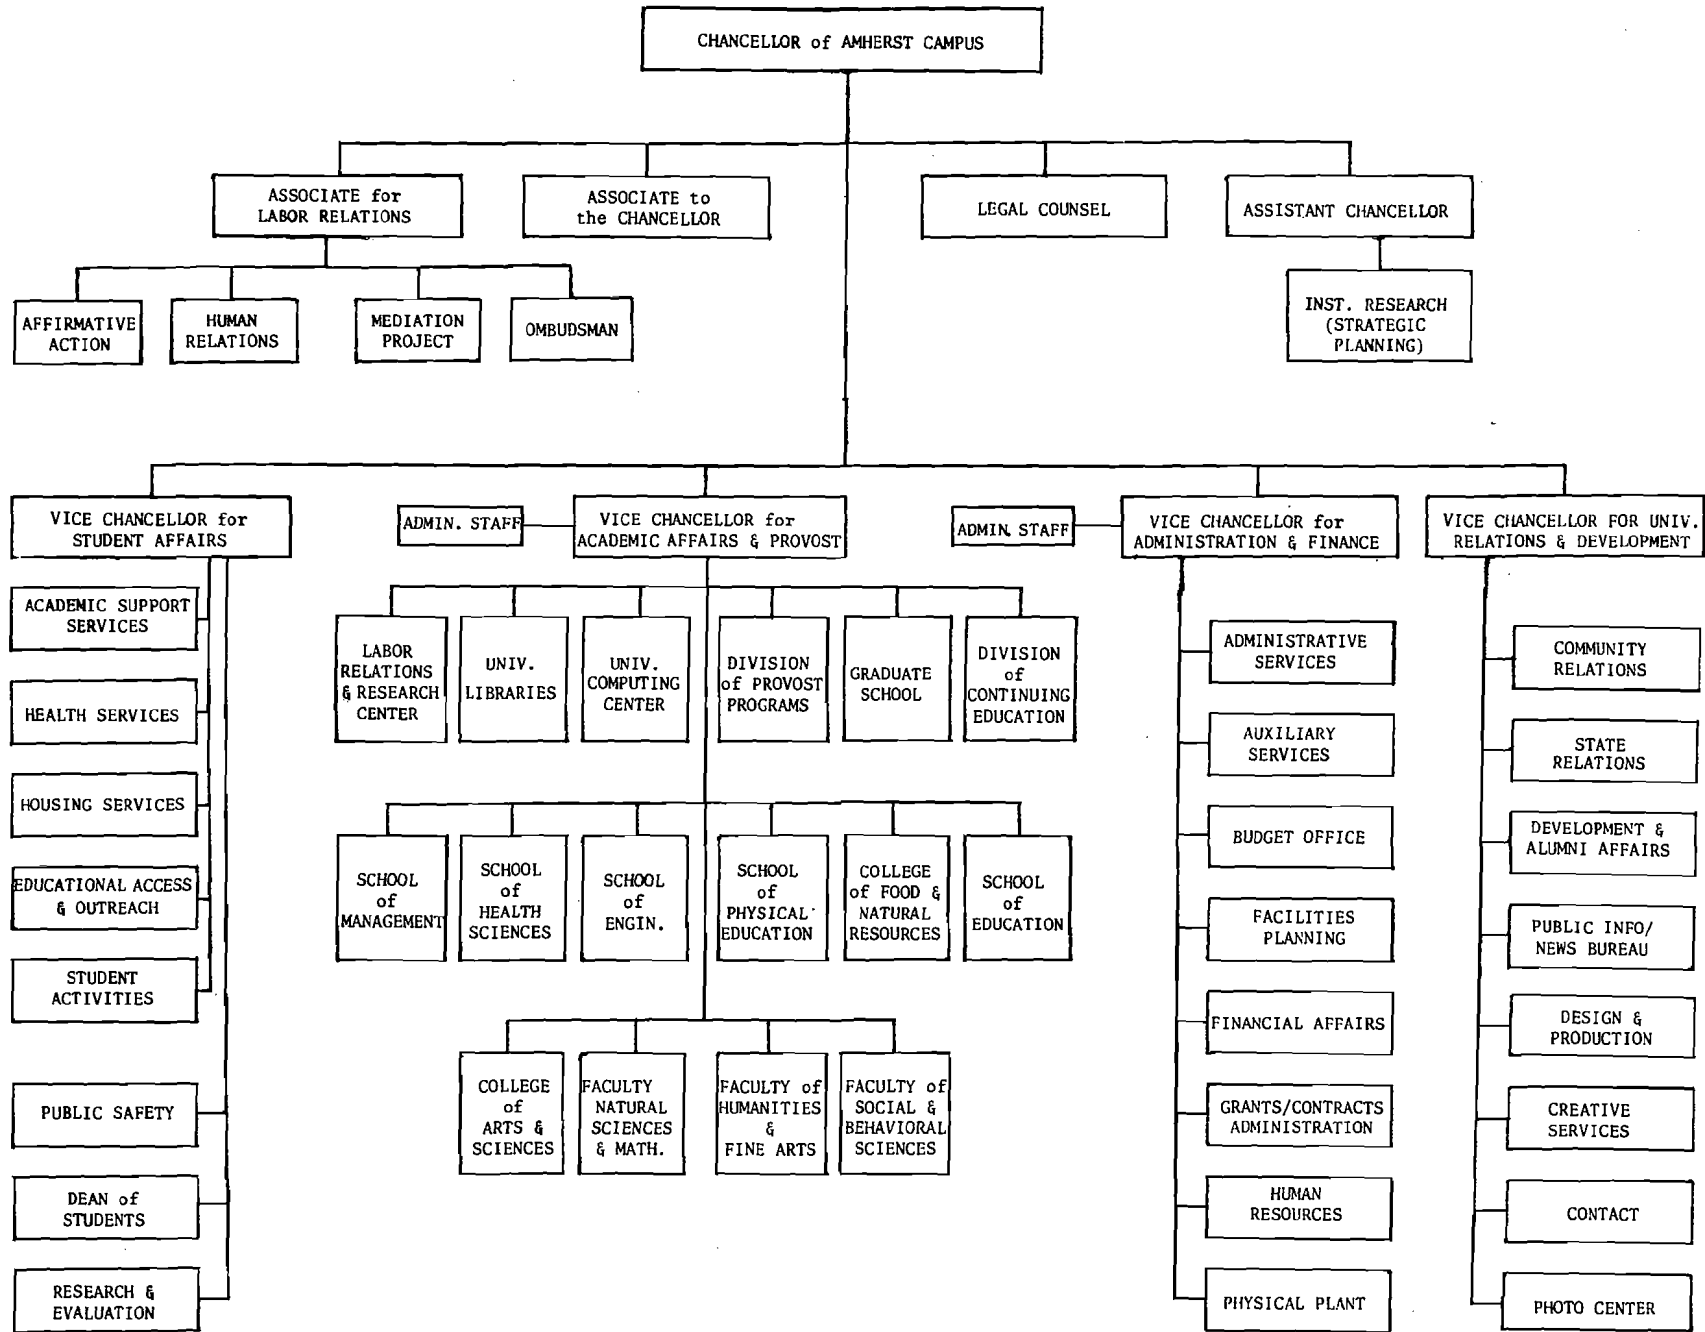 CHANCELLOR of AMHERST CAMPUS
ASSOCIATE for
LABOR RELATIONS
ASSOCIATE to
the CHANCELLOR
LEGAL COUNSEL
ASSISTANT CHANCELLOR
AFFIRMATIVE
ACTION
HUMAN
RELATIONS
MEDIATION
PROJECT
OMBUDSMAN
INST. RESEARCH
(STRATEGIC
PLANNING)
VICE CHANCELLOR for
STUDENT AFFAIRS
ADMIN. STAFF
VICE CHANCELLOR for
ACADEMIC AFFAIRS & PROVOST
ADMIN. STAFF
VICE CHANCELLOR for
ADMINISTRATION & FINANCE
VICE CHANCELLOR FOR UNIV.
RELATIONS & DEVELOPMENT
ACADEMIC SUPPORT
SERVICES
HEALTH SERVICES
HOUSING SERVICES
EDUCATIONAL ACCESS
& OUTREACH
STUDENT
ACTIVITIES
PUBLIC SAFETY
DEAN of
STUDENTS
RESEARCH &
EVALUATION
LABOR
RELATIONS
& RESEARCH
CENTER
UNIV.
LIBRARIES
UNIV.
COMPUTING
CENTER
DIVISION
of PROVOST
PROGRAMS
GRADUATE
SCHOOL
DIVISION
of
CONTINUING
EDUCATION
SCHOOL
of
MANAGEMENT
SCHOOL
of
HEALTH
SCIENCES
SCHOOL
of
ENGIN.
SCHOOL
of
PHYSICAL
EDUCATION
COLLEGE
of FOOD &
NATURAL
RESOURCES
SCHOOL
of
EDUCATION
COLLEGE
of
ARTS &
SCIENCES
FACULTY
NATURAL
SCIENCES
& MATH.
FACULTY of
HUMANITIES
&
FINE ARTS
FACULTY of
SOCIAL &
BEHAVIORAL
SCIENCES
ADMINISTRATIVE
SERVICES
AUXILIARY
SERVICES
BUDGET OFFICE
FACILITIES
PLANNING
FINANCIAL AFFAIRS
GRANTS/CONTRACTS
ADMINISTRATION
HUMAN
RESOURCES
PHYSICAL PLANT
COMMUNITY
RELATIONS
STATE
RELATIONS
DEVELOPMENT &
ALUMNI AFFAIRS
PUBLIC INFO/
NEWS BUREAU
DESIGN &
PRODUCTION
CREATIVE
SERVICES
CONTACT
PHOTO CENTER